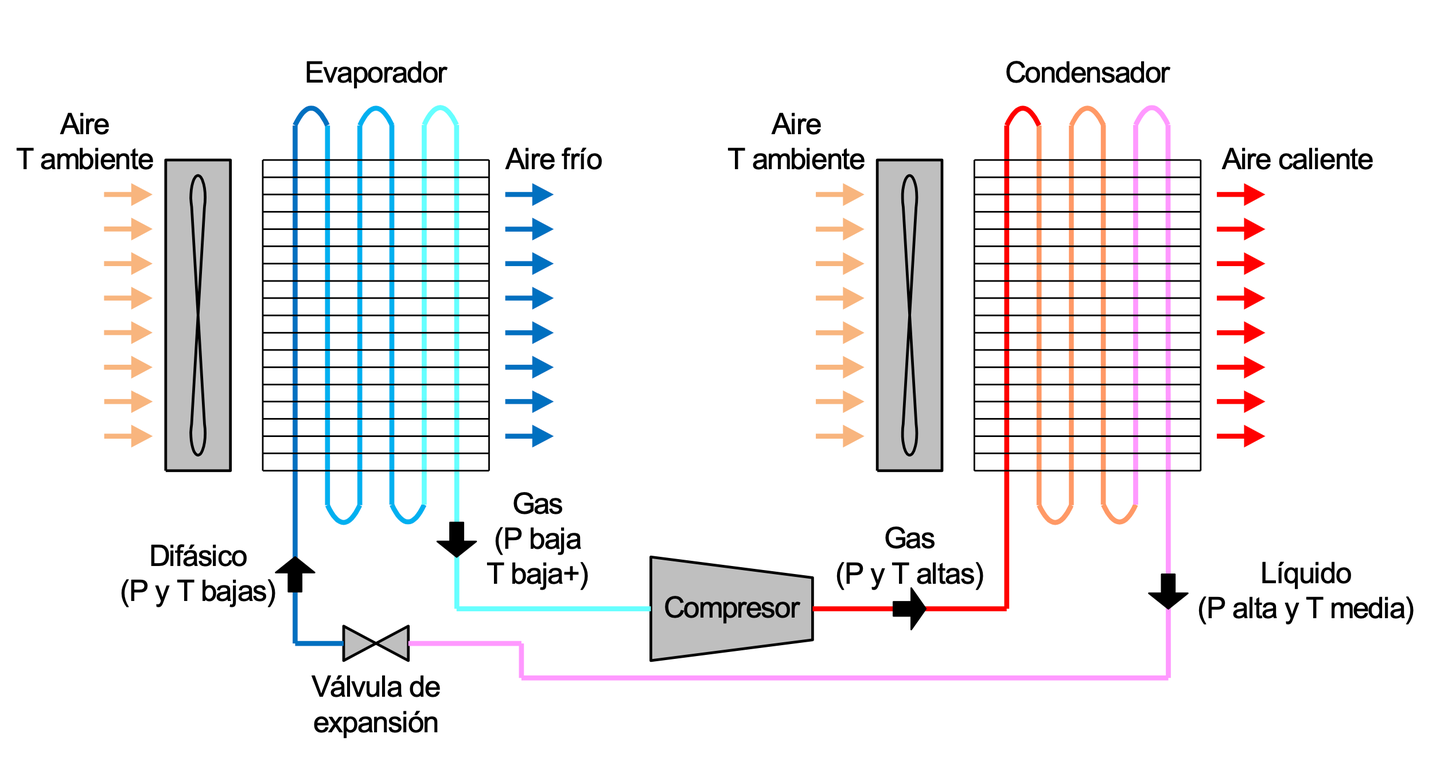 Evaporador
Condensador
Aire
T ambiente
Aire frío
Aire
T ambiente
Aire caliente
Gas
(P baja
T baja+)
Difásico
(P y T bajas)
Gas
(P y T altas)
Compresor
Líquido
(P alta y T media)
Válvula de
expansión